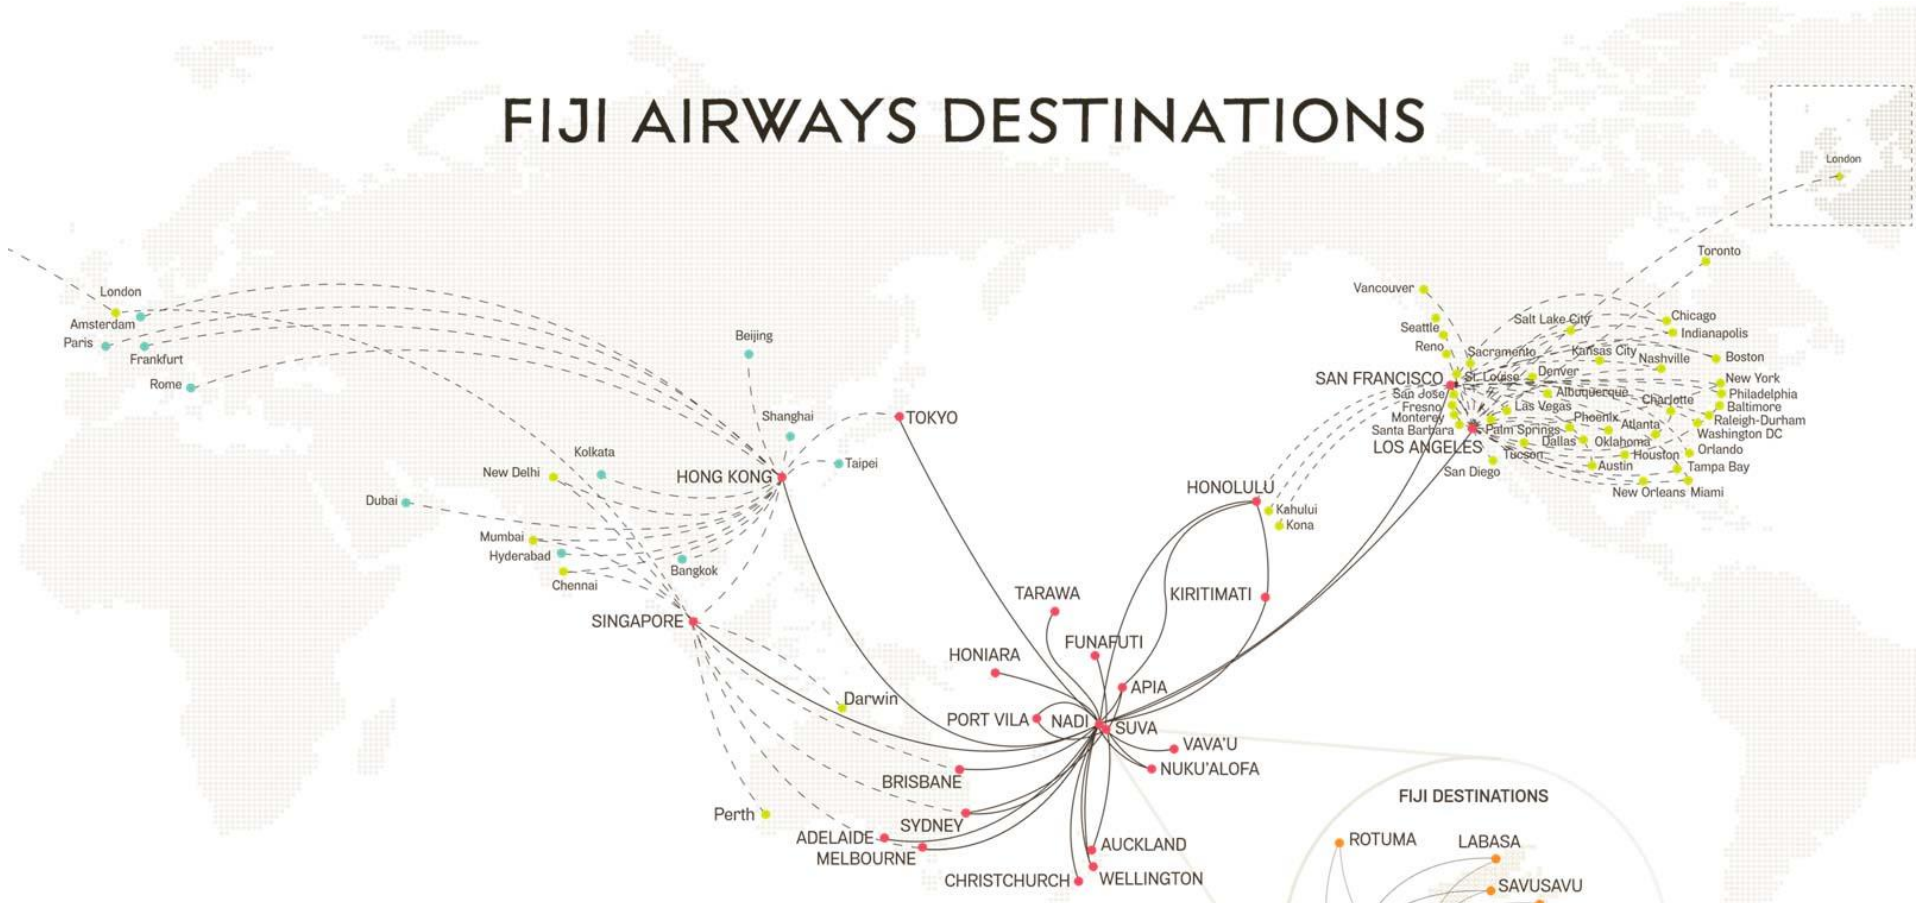 FIJI AIRWAYS DESTINATIONS
London
Toronto
Vancouver
London
Amsterdam
Paris
Frankfurt
Rome
Beijing
Shanghai
TOKYO
Taipei
HONG KONG
Kolkata
New Delhi
Dubai
Mumbai
Hyderabad
Chennai
Bangkok
SINGAPORE
Seattle
Reno
Sacramento
SAN FRANCISCO
San Jose
Fresno
Monterey
Santa Barbara
LOS ANGELES
San Diego
Salt Lake City
Chicago
Indianapolis
Kansas City
Nashville
Boston
St. Louise
Denver
New York
Albuquerque
Philadelphia
Charlotte
Baltimore
Las Vegas
Phoenix
Atlanta
Raleigh-Durham
Palm Springs
Washington DC
Dallas
Oklahoma
Tucson
Houston
Orlando
Austin
Tampa Bay
New Orleans
Miami
HONOLULU
Kahului
Kona
TARAWA
KIRITIMATI
FUNAFUTI
HONIARA
APIA
Darwin
PORT VILA
NADI
SUVA
VAVA'U
NUKU'ALOFA
BRISBANE
Perth
SYDNEY
ADELAIDE
MELBOURNE
AUCKLAND
CHRISTCHURCH
WELLINGTON
FIJI DESTINATIONS
ROTUMA
LABASA
SAVUSAVU